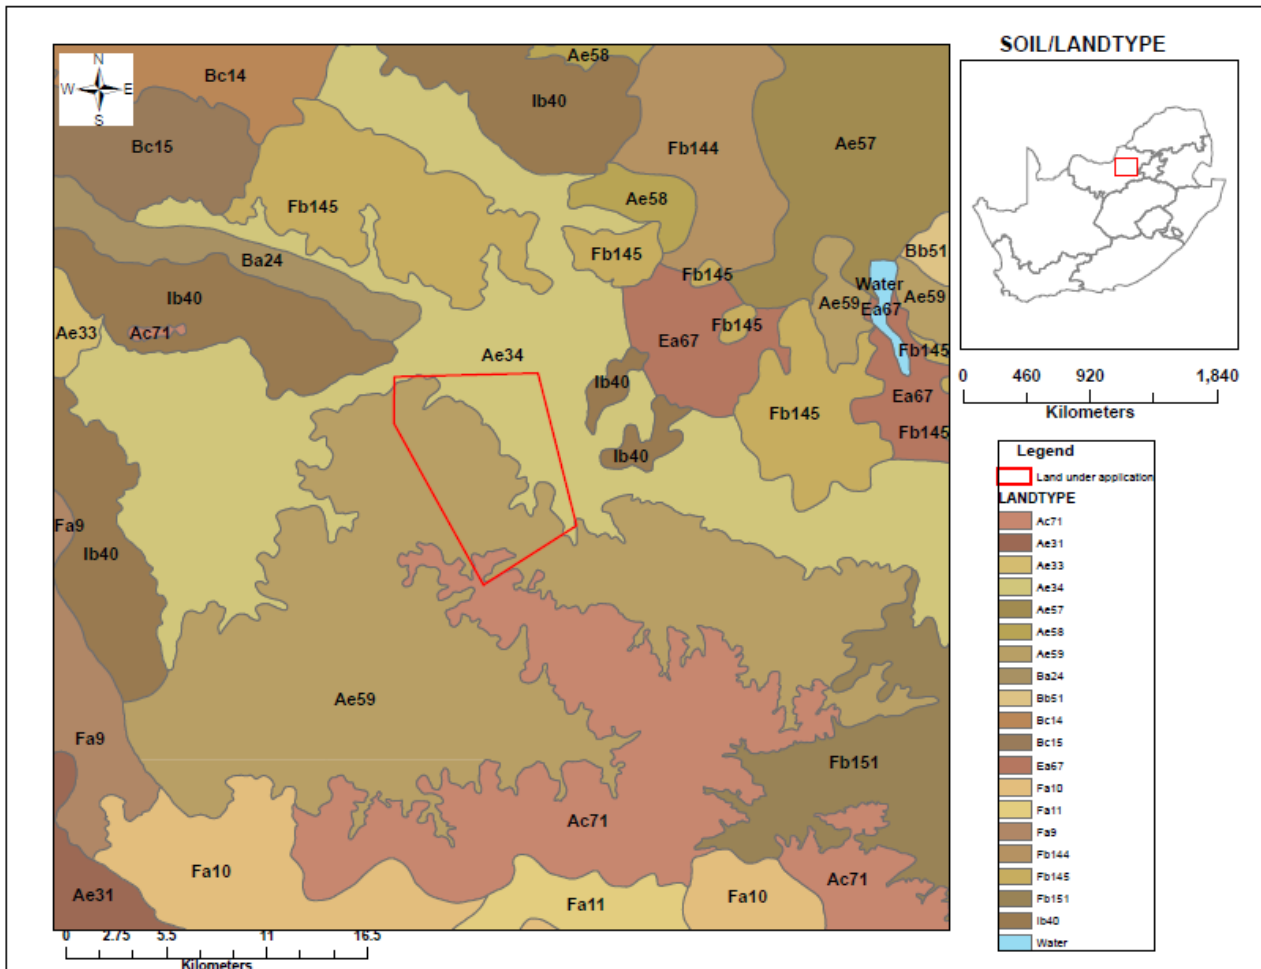 SOIL/LANDTYPE
N
W E
S
Bc14
Ae58
Ib40
Bc15
Fb144
Ae57
Fb145
Ae58
Ba24
Fb145
Bb51
Fb145
Water
Ib40
Ae59
Ea67
Ae59
Ac71
Ae33
Fb145
Ea67
Ae34
Fb145
Ib40
Fb145
Ea67
Fb145
Ib40
Fa9
Ib40
Ae59
Fa9
Fb151
Ac71
Fa10
Ae31
Fa11
Fa10
Ac71
0 2.75 5.5 11 16.5
Kilometers
0 460 920 1,840
Kilometers
Legend
Land under application
LANDTYPE
Ac71
Ae31
Ae33
Ae34
Ae57
Ae58
Ae59
Ba24
Bb51
Bc14
Bc15
Ea67
Fa10
Fa11
Fa9
Fb144
Fb145
Fb151
Ib40
Water